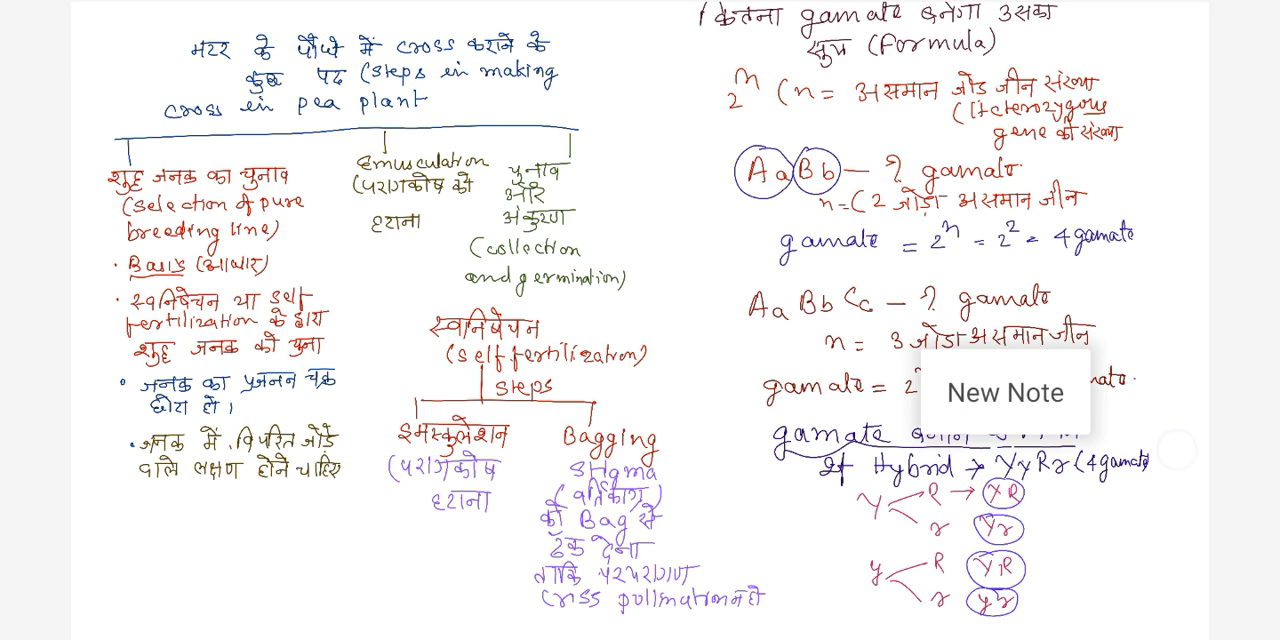 मटर के पौधे में cross कराने के
कुछ पद (steps in making
cross in pea plant
शुद्द जनक का चुनाव
(selection of pure
breeding line)
. Basis (आधार)
• स्वनिषेचन या self
fertilization के द्वारा
शुद्द जनक को चुना
• जनक का प्रजनन चक्र
छोटा हो।
• जनक में विपरित जोडे
वाले लक्षण होने चाहिए
Emusculation
(परागकोष को
हटाना
चुनाव
और
अंकुरण
(collection
and germination)
स्वनिषेचन
(self fertilization)
steps
इमस्कुलेशन
(परागकोष
हटाना
Bagging
stigma
(वर्तिकाग्र)
को Bag से
ढँक देना
ताकि परपरागण
cross pollination न हो
कितना gamate बनेगा उसका
सुत्र (Formula)
2^n (n = असमान जोड जीन संख्या
(Heterozygous
gene की संख्या
AaBb — ? gamate
n = (2 जोड़ा असमान जीन
gamate = 2^n = 2^2 = 4 gamate
AaBbCc — ? gamate
n = 3 जोड़ा असमान जीन
gamate = 2
New Note
gamate
If Hybrid → YyRr (4 gamate)
Y R → YR
r Yr
y R YR
r yr